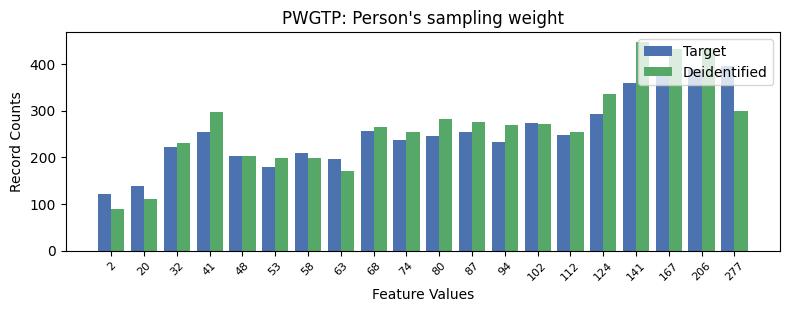 PWGTP: Person's sampling weight
Record Counts
400
300
200
100
0
Target
Deidentified
2 20 32 41 48 53 58 63 68 74 80 87 94 102 112 124 141 167 206 277
Feature Values